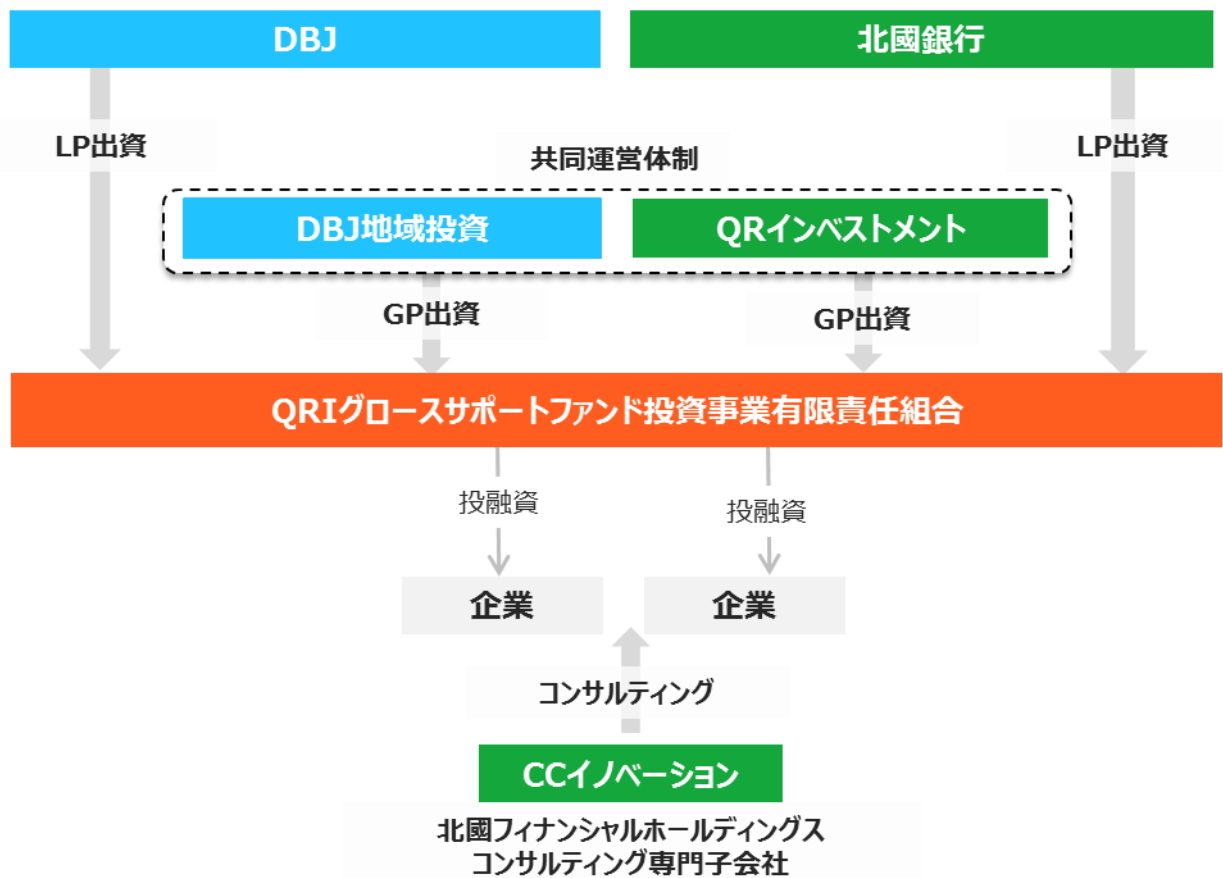 DBJ
北國銀行
LP出資
LP出資
共同運営体制
DBJ地域投資
QRインベストメント
GP出資
GP出資
QRIグロースサポートファンド投資事業有限責任組合
投融資
投融資
企業
企業
コンサルティング
CCイノベーション
北國フィナンシャルホールディングス
コンサルティング専門子会社